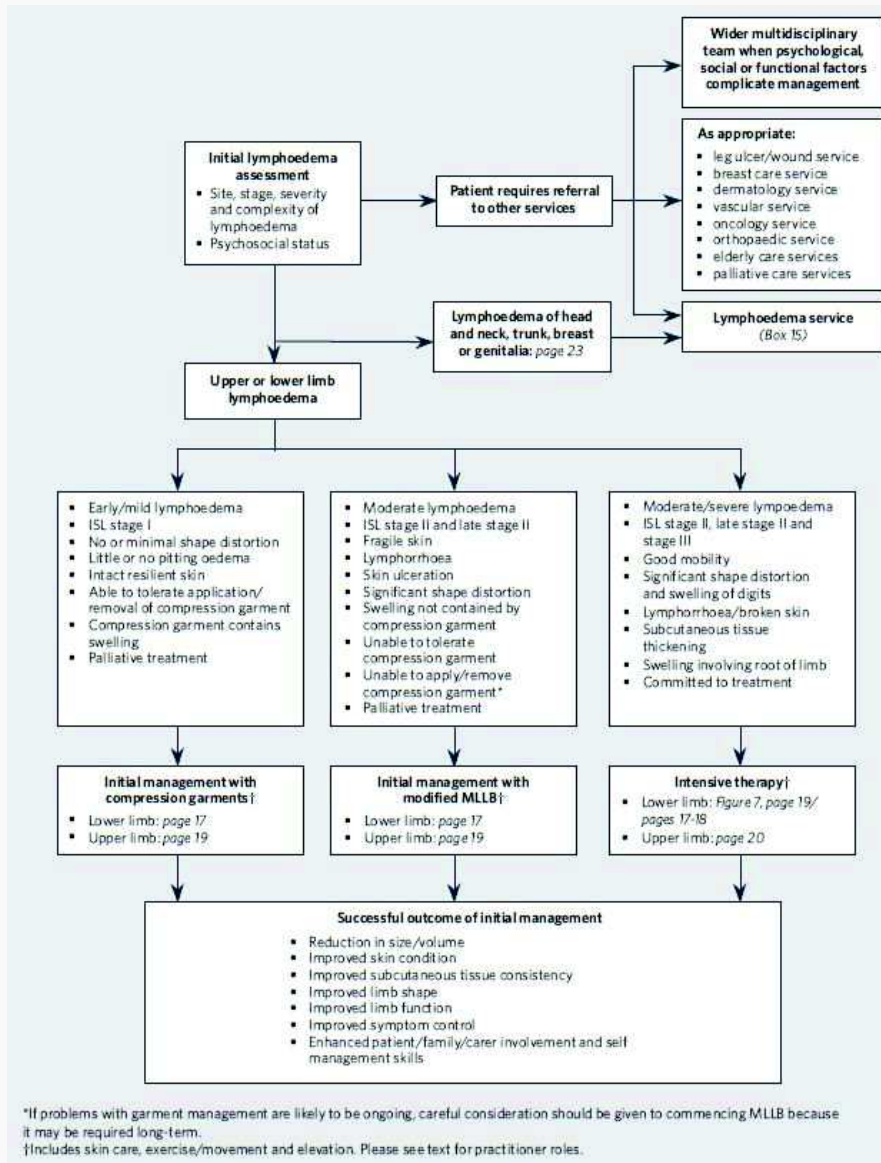 Wider multidisciplinary
team when psychological,
social or functional factors
complicate management
As appropriate:
▪ leg ulcer/wound service
▪ breast care service
▪ dermatology service
▪ vascular service
▪ oncology service
▪ orthopaedic service
▪ elderly care services
▪ palliative care services
Initial lymphoedema
assessment
▪ Site, stage, severity
and complexity of
lymphoedema
▪ Psychosocial status
Patient requires referral
to other services
Lymphoedema of head
and neck, trunk, breast
or genitalia: page 23
Lymphoedema service
(Box 15)
Upper or lower limb
lymphoedema
▪ Early/mild lymphoedema
▪ ISL stage I
▪ No or minimal shape distortion
▪ Little or no pitting oedema
▪ Intact resilient skin
▪ Able to tolerate application/
removal of compression garment
▪ Compression garment contains
swelling
▪ Palliative treatment
▪ Moderate lymphoedema
▪ ISL stage II and late stage II
▪ Fragile skin
▪ Lymphorrhoea
▪ Skin ulceration
▪ Significant shape distortion
▪ Swelling not contained by
compression garment
▪ Unable to tolerate
compression garment
▪ Unable to apply/remove
compression garment*
▪ Palliative treatment
▪ Moderate/severe lympoedema
▪ ISL stage II, late stage II and
stage III
▪ Good mobility
▪ Significant shape distortion
and swelling of digits
▪ Lymphorrhoea/broken skin
▪ Subcutaneous tissue
thickening
▪ Swelling involving root of limb
▪ Committed to treatment
Initial management with
compression garments†
▪ Lower limb: page 17
▪ Upper limb: page 19
Initial management with
modified MLLB†
▪ Lower limb: page 17
▪ Upper limb: page 19
Intensive therapy†
▪ Lower limb: Figure 7, page 19/
pages 17-18
▪ Upper limb: page 20
Successful outcome of initial management
▪ Reduction in size/volume
▪ Improved skin condition
▪ Improved subcutaneous tissue consistency
▪ Improved limb shape
▪ Improved limb function
▪ Improved symptom control
▪ Enhanced patient/family/carer involvement and self
management skills
*If problems with garment management are likely to be ongoing, careful consideration should be given to commencing MLLB because
it may be required long-term.
†Includes skin care, exercise/movement and elevation. Please see text for practitioner roles.